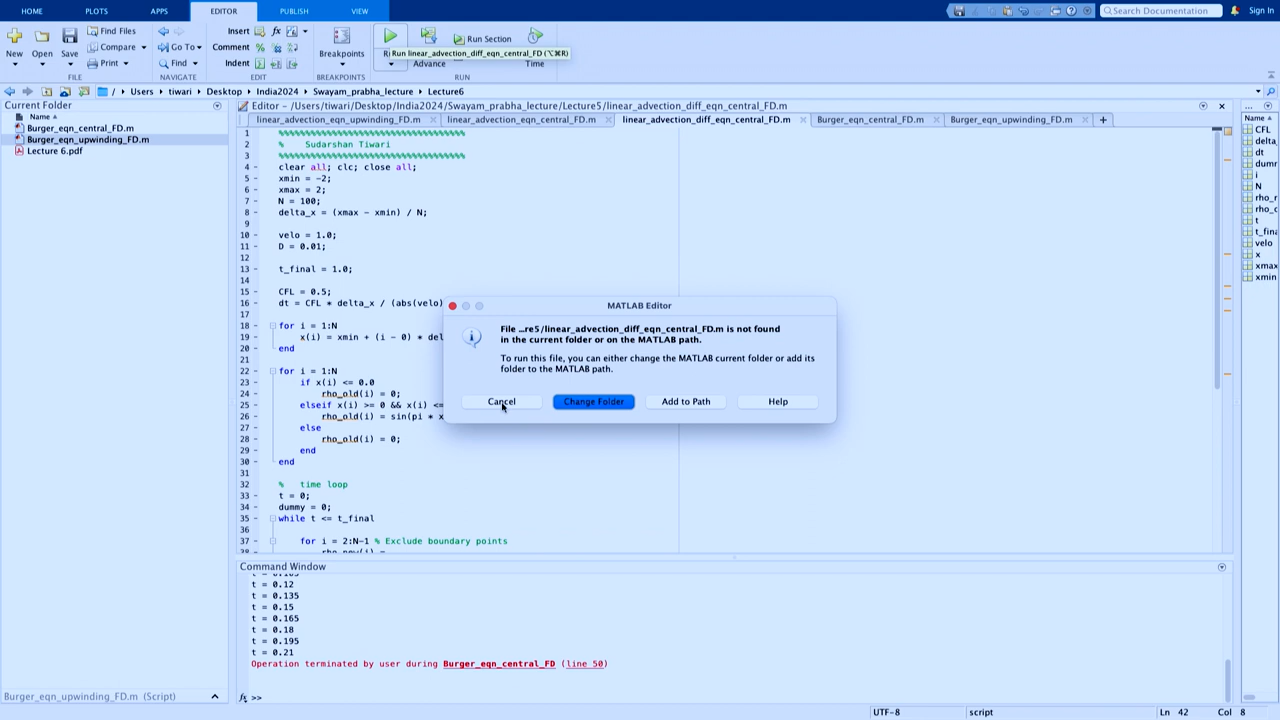 HOME PLOTS APPS EDITOR PUBLISH VIEW
Search Documentation Sign In
New Open Save Find Files Compare Print
Go To Find
Insert Comment Indent
Breakpoints
Run Section
Run linear_advection_diff_eqn_central_FD (⌥⌘R)
Advance Time
FILE NAVIGATE EDIT BREAKPOINTS RUN
/ ▸ Users ▸ tiwari ▸ Desktop ▸ India2024 ▸ Swayam_prabha_lecture ▸ Lecture6
Current Folder
Name
Burger_eqn_central_FD.m
Burger_eqn_upwinding_FD.m
Lecture 6.pdf
Burger_eqn_upwinding_FD.m (Script)
Editor - /Users/tiwari/Desktop/India2024/Swayam_prabha_lecture/Lecture5/linear_advection_diff_eqn_central_FD.m
linear_advection_eqn_upwinding_FD.m linear_advection_eqn_central_FD.m linear_advection_diff_eqn_central_FD.m Burger_eqn_central_FD.m Burger_eqn_upwinding_FD.m +
1 %%%%%%%%%%%%%%%%%%%%%%%%%%%%%%%%%
2 % Sudarshan Tiwari
3 %%%%%%%%%%%%%%%%%%%%%%%%%%%%%%%%%
4 - clear all; clc; close all;
5 - xmin = -2;
6 - xmax = 2;
7 - N = 100;
8 - delta_x = (xmax - xmin) / N;
9
10 - velo = 1.0;
11 - D = 0.01;
12
13 - t_final = 1.0;
14
15 - CFL = 0.5;
16 - dt = CFL * delta_x / (abs(velo)
17
18 - for i = 1:N
19 - x(i) = xmin + (i - 0) * del
20 - end
21
22 - for i = 1:N
23 - if x(i) <= 0.0
24 - rho_old(i) = 0;
25 - elseif x(i) >= 0 && x(i) <=
26 - rho_old(i) = sin(pi * x
27 - else
28 - rho_old(i) = 0;
29 - end
30 - end
31
32 % time loop
33 - t = 0;
34 - dummy = 0;
35 - while t <= t_final
36
37 - for i = 2:N-1 % Exclude boundary points
MATLAB Editor
File ...re5/linear_advection_diff_eqn_central_FD.m is not found
in the current folder or on the MATLAB path.
To run this file, you can either change the MATLAB current folder or add its
folder to the MATLAB path.
Cancel Change Folder Add to Path Help
Command Window
t = 0.12
t = 0.135
t = 0.15
t = 0.165
t = 0.18
t = 0.195
t = 0.21
Operation terminated by user during Burger_eqn_central_FD (line 50)
fx >>
Name
CFL
delta_
dt
i
N
t
velo
x
xmax
xmin
UTF-8 script Ln 42 Col 8